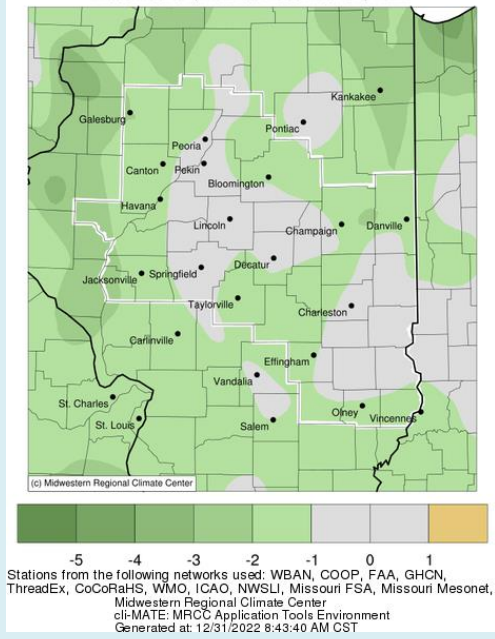 Kankakee
Galesburg
Pontiac
Peoria
Canton
Pekin
Bloomington
Havana
Lincoln
Champaign
Danville
Decatur
Jacksonville
Springfield
Taylorville
Charleston
Carlinville
Effingham
Vandalia
St. Charles
Olney
Vincennes
St. Louis
Salem
(c) Midwestern Regional Climate Center
-5 -4 -3 -2 -1 0 1
Stations from the following networks used: WBAN, COOP, FAA, GHCN,
ThreadEx, CoCoRaHS, WMO, ICAO, NWSLI, Missouri FSA, Missouri Mesonet,
Midwestern Regional Climate Center
cli-MATE: MRCC Application Tools Environment
Generated at: 12/31/2022 8:43:40 AM CST